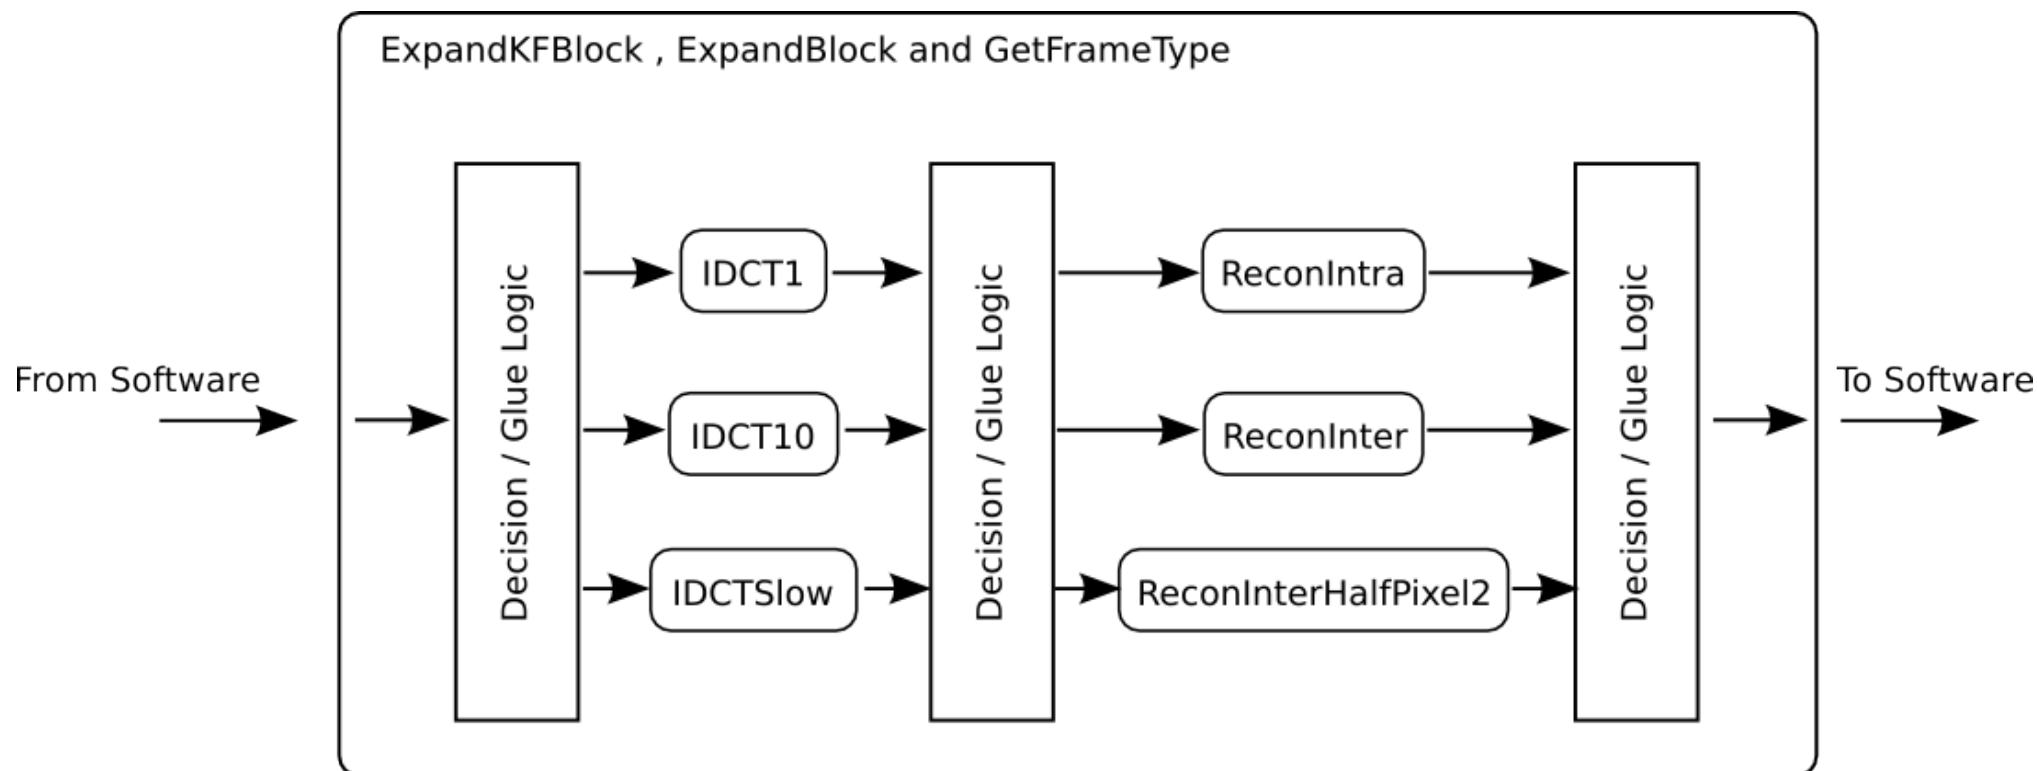 ExpandKFBlock , ExpandBlock and GetFrameType
From Software
Decision / Glue Logic
IDCT1
IDCT10
IDCTSlow
Decision / Glue Logic
ReconIntra
ReconInter
ReconInterHalfPixel2
Decision / Glue Logic
To Software